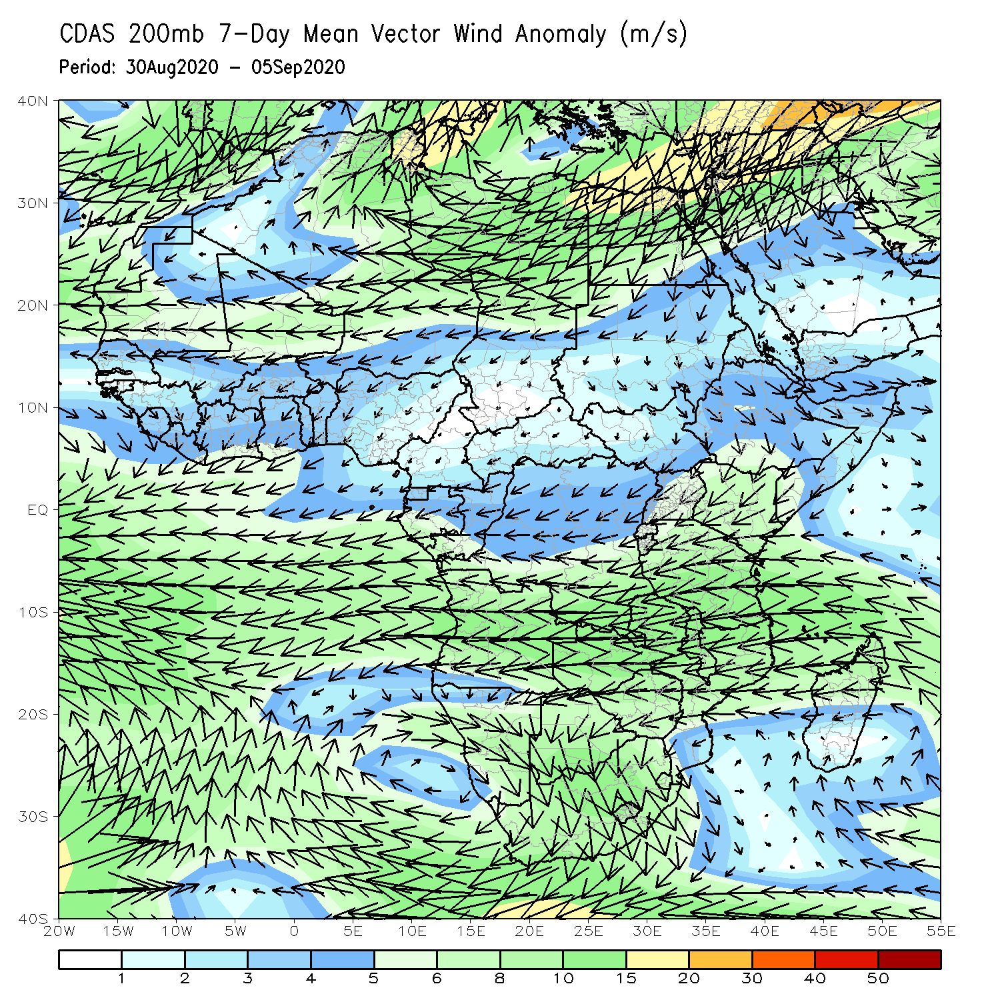 CDAS 200mb 7-Day Mean Vector Wind Anomaly (m/s)
Period: 30Aug2020 - 05Sep2020
40N
30N
20N
10N
EQ
10S
20S
30S
40S
20W 15W 10W 5W 0 5E 10E 15E 20E 25E 30E 35E 40E 45E 50E 55E
1 2 3 4 5 6 8 10 15 20 30 40 50